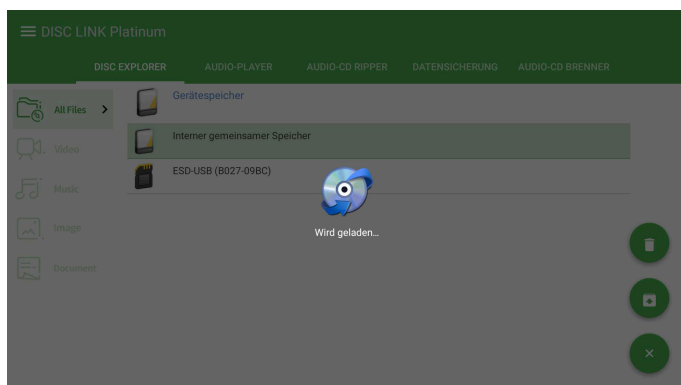 DISC LINK Platinum
DISC EXPLORER AUDIO-PLAYER AUDIO-CD RIPPER DATENSICHERUNG AUDIO-CD BRENNER
All Files
Video
Music
Image
Document
Gerätespeicher
Interner gemeinsamer Speicher
ESD-USB (B027-09BC)
Wird geladen...